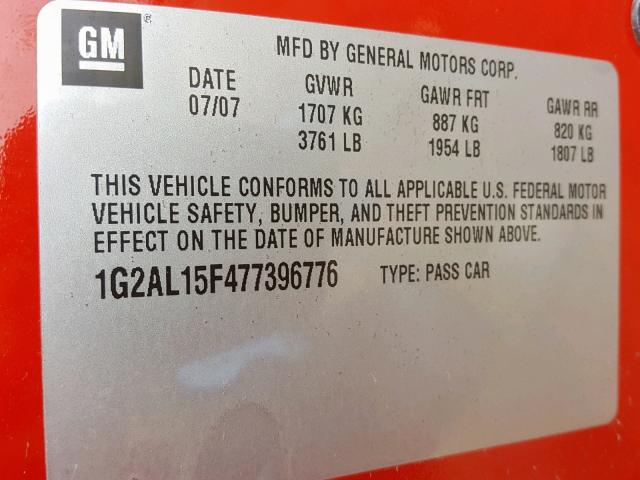 GM ®
MFD BY GENERAL MOTORS CORP.
DATE GVWR GAWR FRT GAWR RR
07/07 1707 KG 887 KG 820 KG
3761 LB 1954 LB 1807 LB
THIS VEHICLE CONFORMS TO ALL APPLICABLE U.S. FEDERAL MOTOR
VEHICLE SAFETY, BUMPER, AND THEFT PREVENTION STANDARDS IN
EFFECT ON THE DATE OF MANUFACTURE SHOWN ABOVE.
1G2AL15F477396776 TYPE: PASS CAR